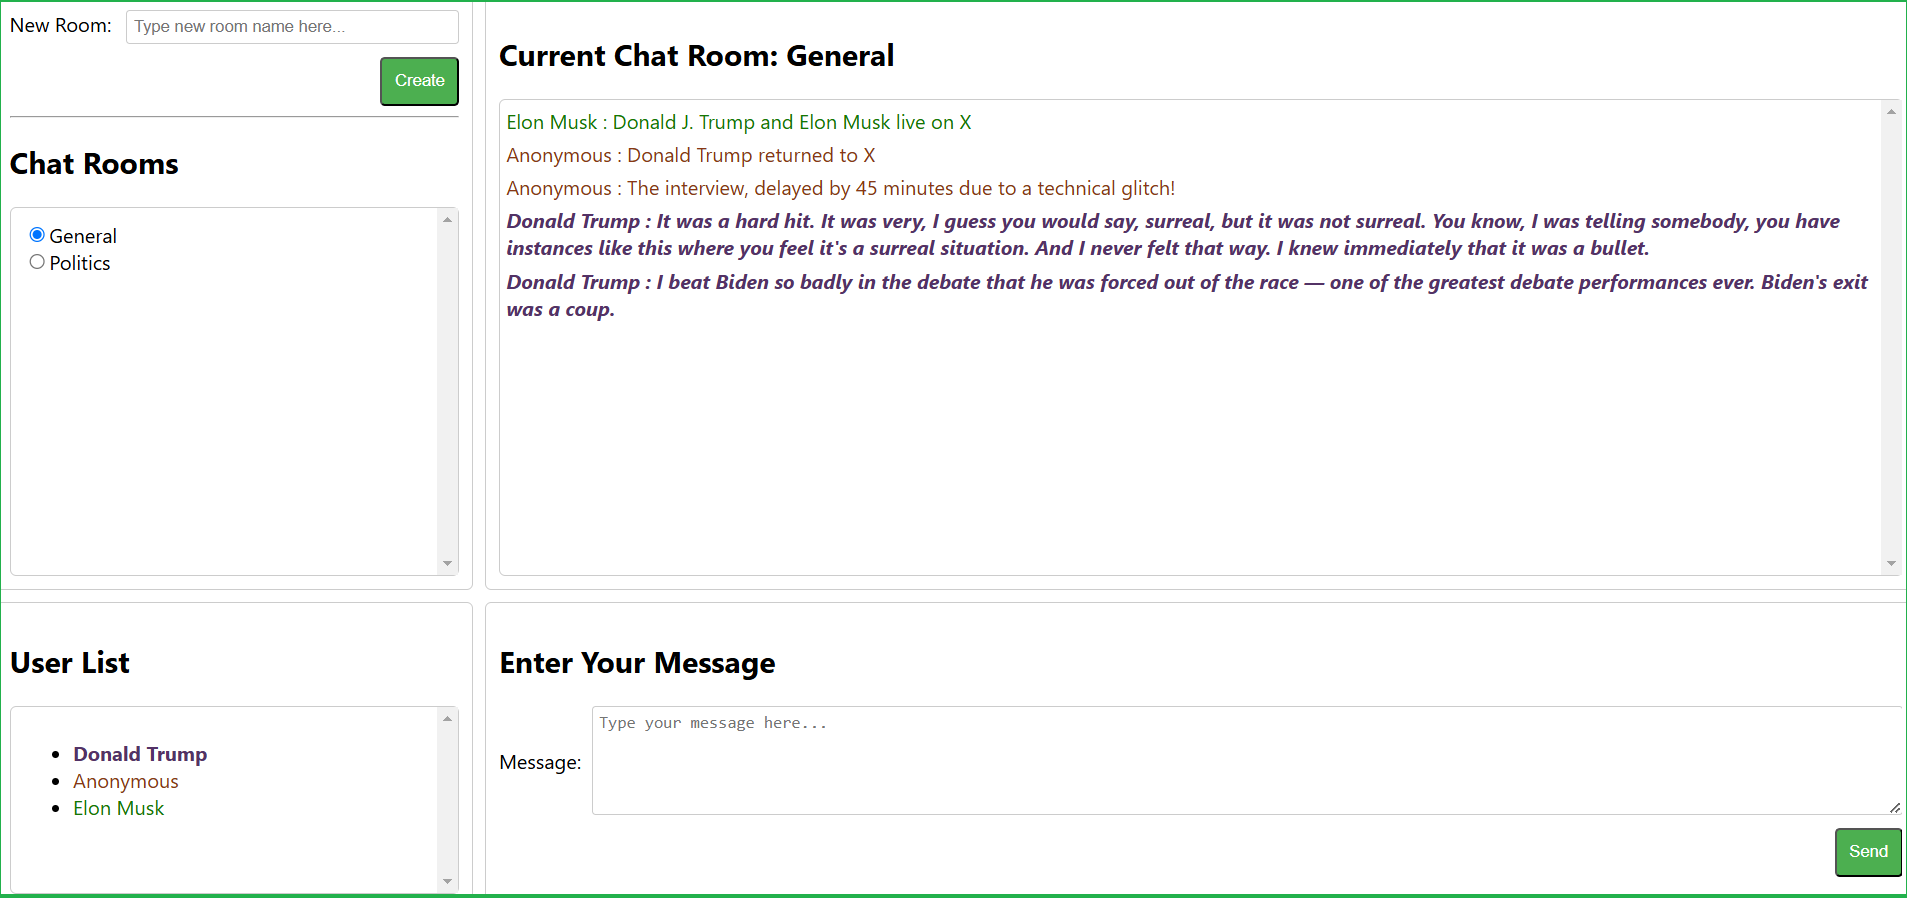 New Room: Type new room name here...
Create
Chat Rooms
General
Politics
Current Chat Room: General
Elon Musk : Donald J. Trump and Elon Musk live on X
Anonymous : Donald Trump returned to X
Anonymous : The interview, delayed by 45 minutes due to a technical glitch!
Donald Trump : It was a hard hit. It was very, I guess you would say, surreal, but it was not surreal. You know, I was telling somebody, you have
instances like this where you feel it's a surreal situation. And I never felt that way. I knew immediately that it was a bullet.
Donald Trump : I beat Biden so badly in the debate that he was forced out of the race — one of the greatest debate performances ever. Biden's exit
was a coup.
User List
Donald Trump
Anonymous
Elon Musk
Enter Your Message
Type your message here...
Message:
Send